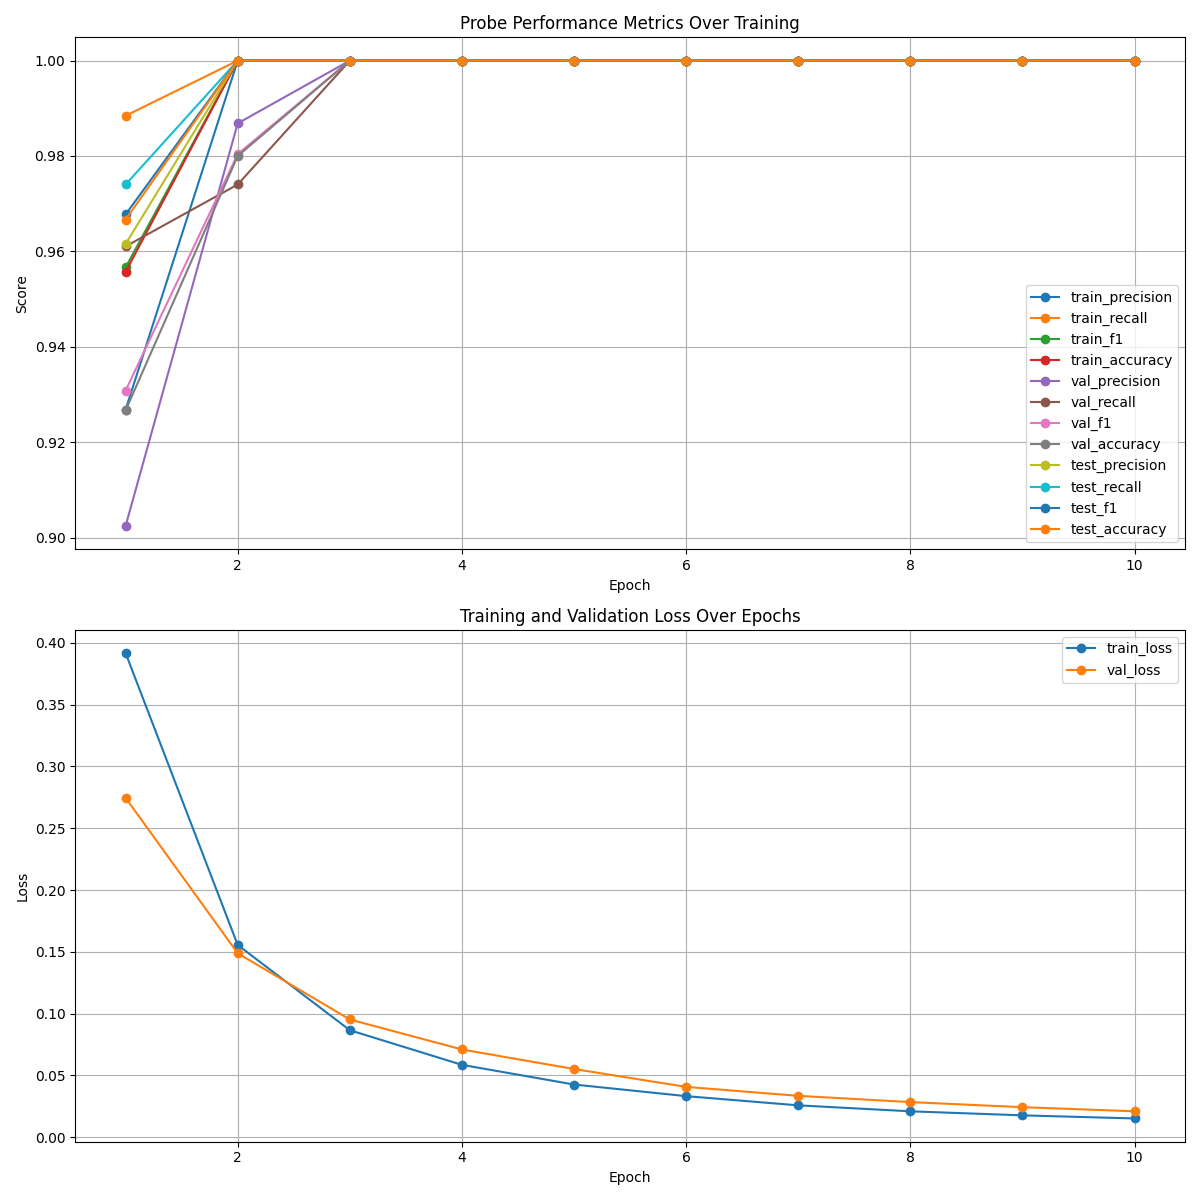 Probe Performance Metrics Over Training
1.00
0.98
0.96
0.94
0.92
0.90
Score
train_precision
train_recall
train_f1
train_accuracy
val_precision
val_recall
val_f1
val_accuracy
test_precision
test_recall
test_f1
test_accuracy
2 4 6 8 10
Epoch
Training and Validation Loss Over Epochs
0.40
0.35
0.30
0.25
0.20
0.15
0.10
0.05
0.00
Loss
train_loss
val_loss
2 4 6 8 10
Epoch